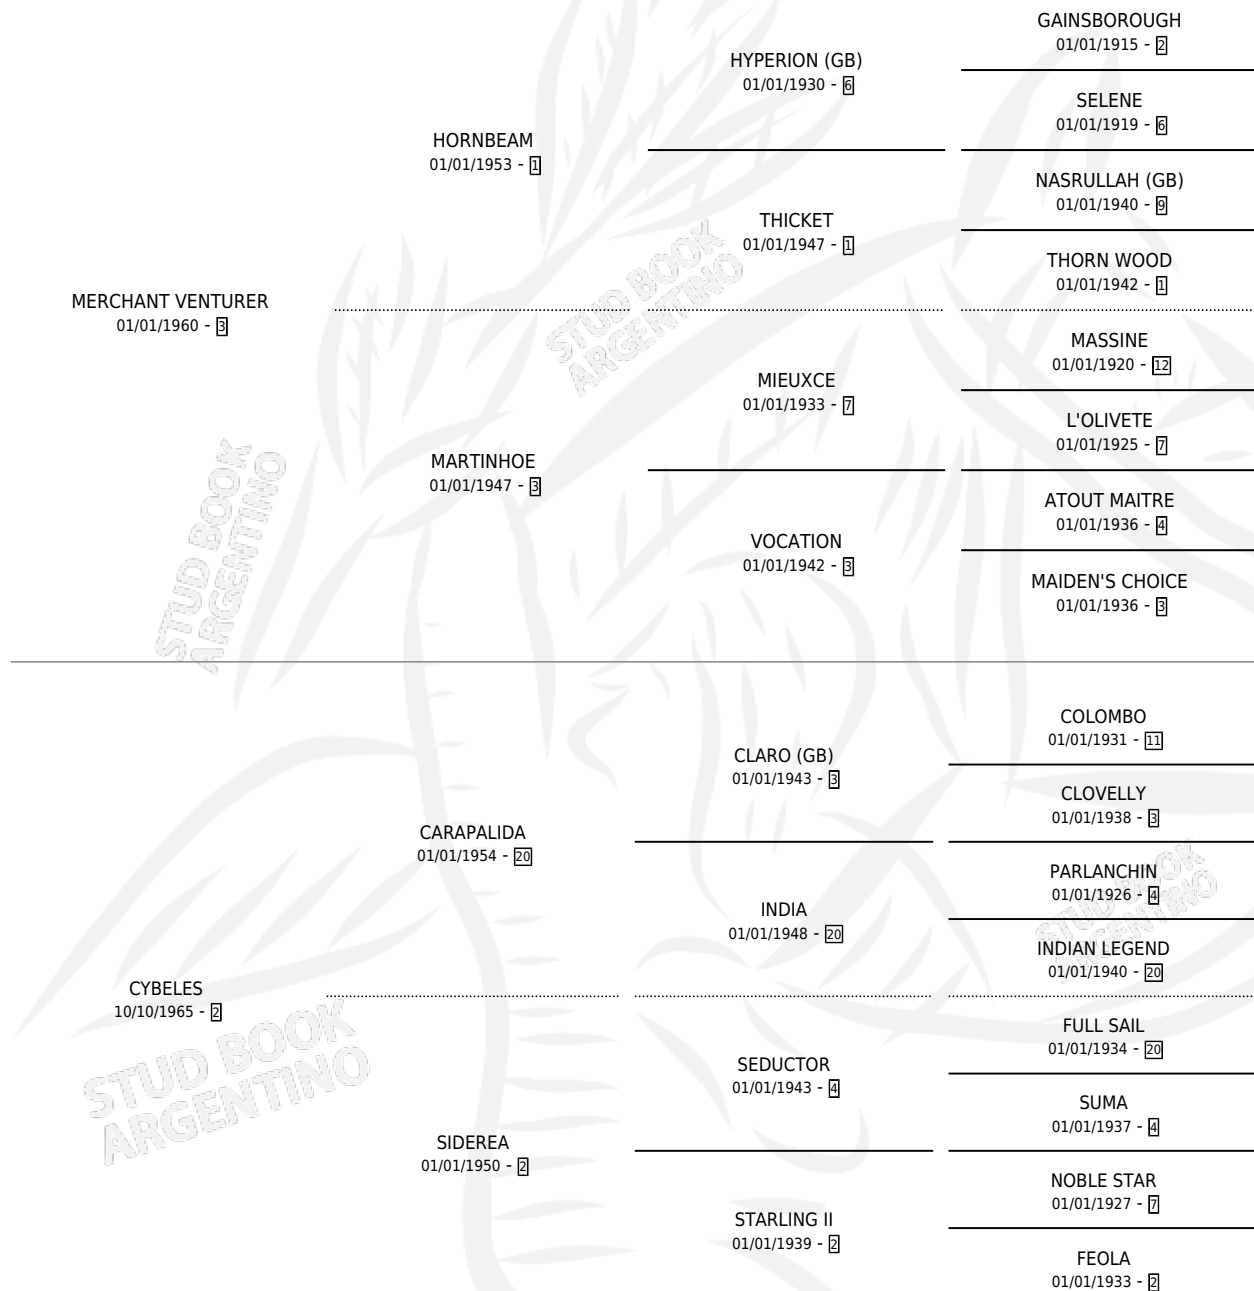 GAINSBOROUGH
01/01/1915 - 2
HYPERION (GB)
01/01/1930 - 6
SELENE
01/01/1919 - 6
HORNBEAM
01/01/1953 - 1
NASRULLAH (GB)
01/01/1940 - 9
THICKET
01/01/1947 - 1
THORN WOOD
01/01/1942 - 1
MERCHANT VENTURER
01/01/1960 - 3
MASSINE
01/01/1920 - 12
MIEUXCE
01/01/1933 - 7
L'OLIVETE
01/01/1925 - 7
MARTINHOE
01/01/1947 - 3
ATOUT MAITRE
01/01/1936 - 4
VOCATION
01/01/1942 - 3
MAIDEN'S CHOICE
01/01/1936 - 3
COLOMBO
01/01/1931 - 11
CLARO (GB)
01/01/1943 - 3
CLOVELLY
01/01/1938 - 3
CARAPALIDA
01/01/1954 - 20
PARLANCHIN
01/01/1926 - 4
INDIA
01/01/1948 - 20
INDIAN LEGEND
01/01/1940 - 20
CYBELES
10/10/1965 - 2
FULL SAIL
01/01/1934 - 20
SEDUCTOR
01/01/1943 - 4
SUMA
01/01/1937 - 4
SIDEREA
01/01/1950 - 2
NOBLE STAR
01/01/1927 - 7
STARLING II
01/01/1939 - 2
FEOLA
01/01/1933 - 2
STUD BOOK
ARGENTINO
STUD BOOK
ARGENTINO
STUD BOOK
ARGENTINO
STUD BOOK
ARGENTINO